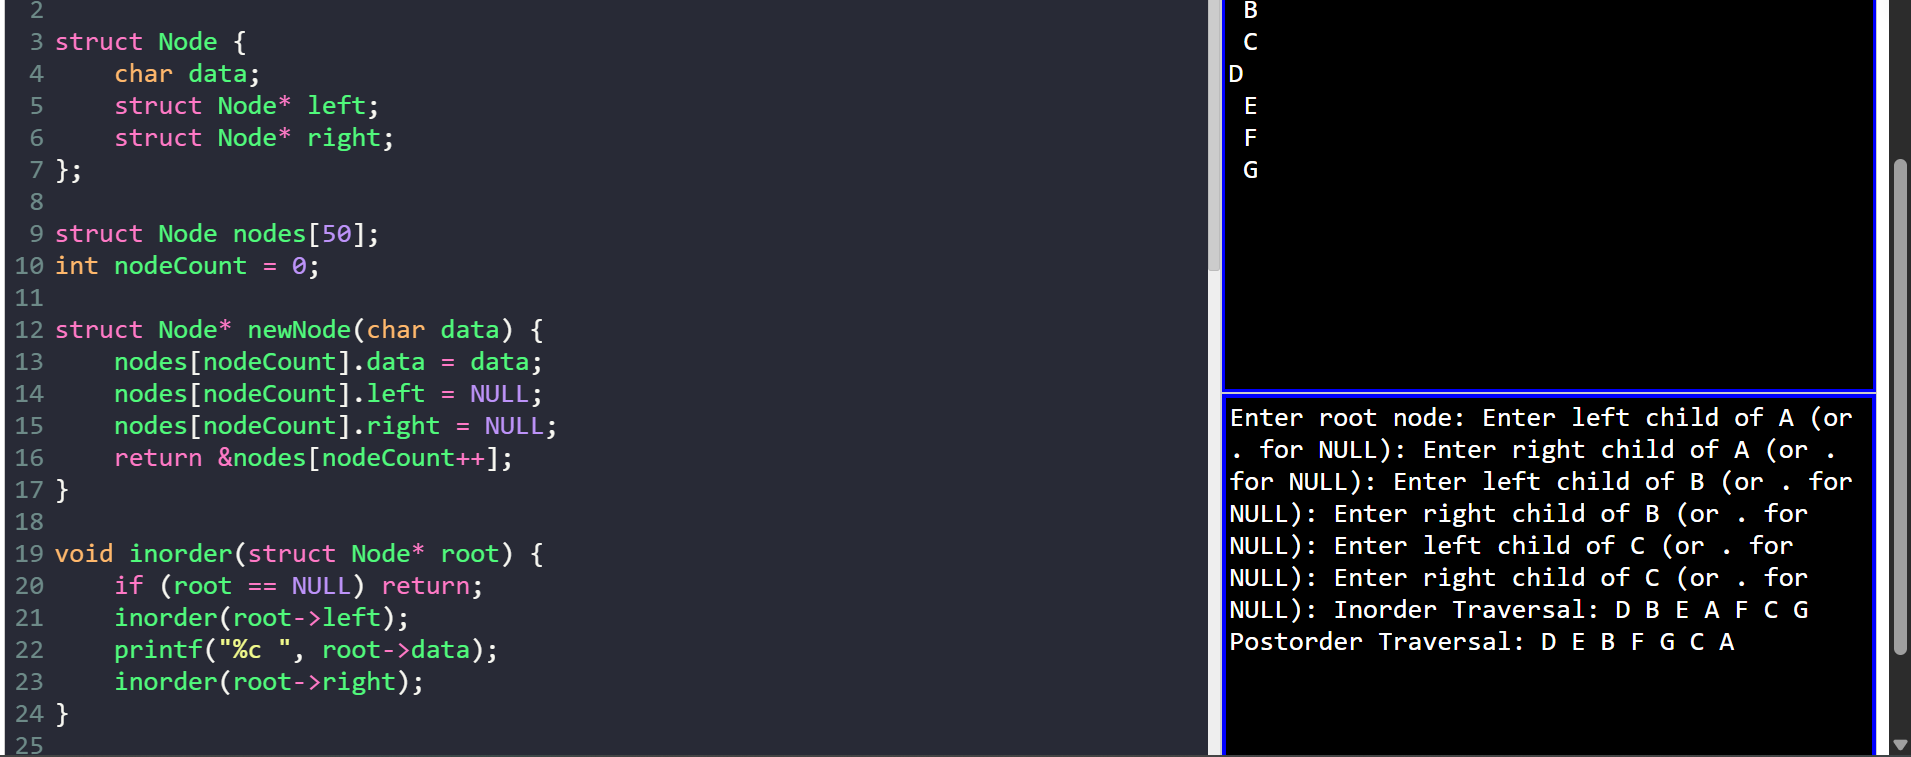 2
3 struct Node {
4     char data;
5     struct Node* left;
6     struct Node* right;
7 };
8
9 struct Node nodes[50];
10 int nodeCount = 0;
11
12 struct Node* newNode(char data) {
13     nodes[nodeCount].data = data;
14     nodes[nodeCount].left = NULL;
15     nodes[nodeCount].right = NULL;
16     return &nodes[nodeCount++];
17 }
18
19 void inorder(struct Node* root) {
20     if (root == NULL) return;
21     inorder(root->left);
22     printf("%c ", root->data);
23     inorder(root->right);
24 }
25
 B
 C
D
 E
 F
 G
Enter root node: Enter left child of A (or
. for NULL): Enter right child of A (or .
for NULL): Enter left child of B (or . for
NULL): Enter right child of B (or . for
NULL): Enter left child of C (or . for
NULL): Enter right child of C (or . for
NULL): Inorder Traversal: D B E A F C G
Postorder Traversal: D E B F G C A